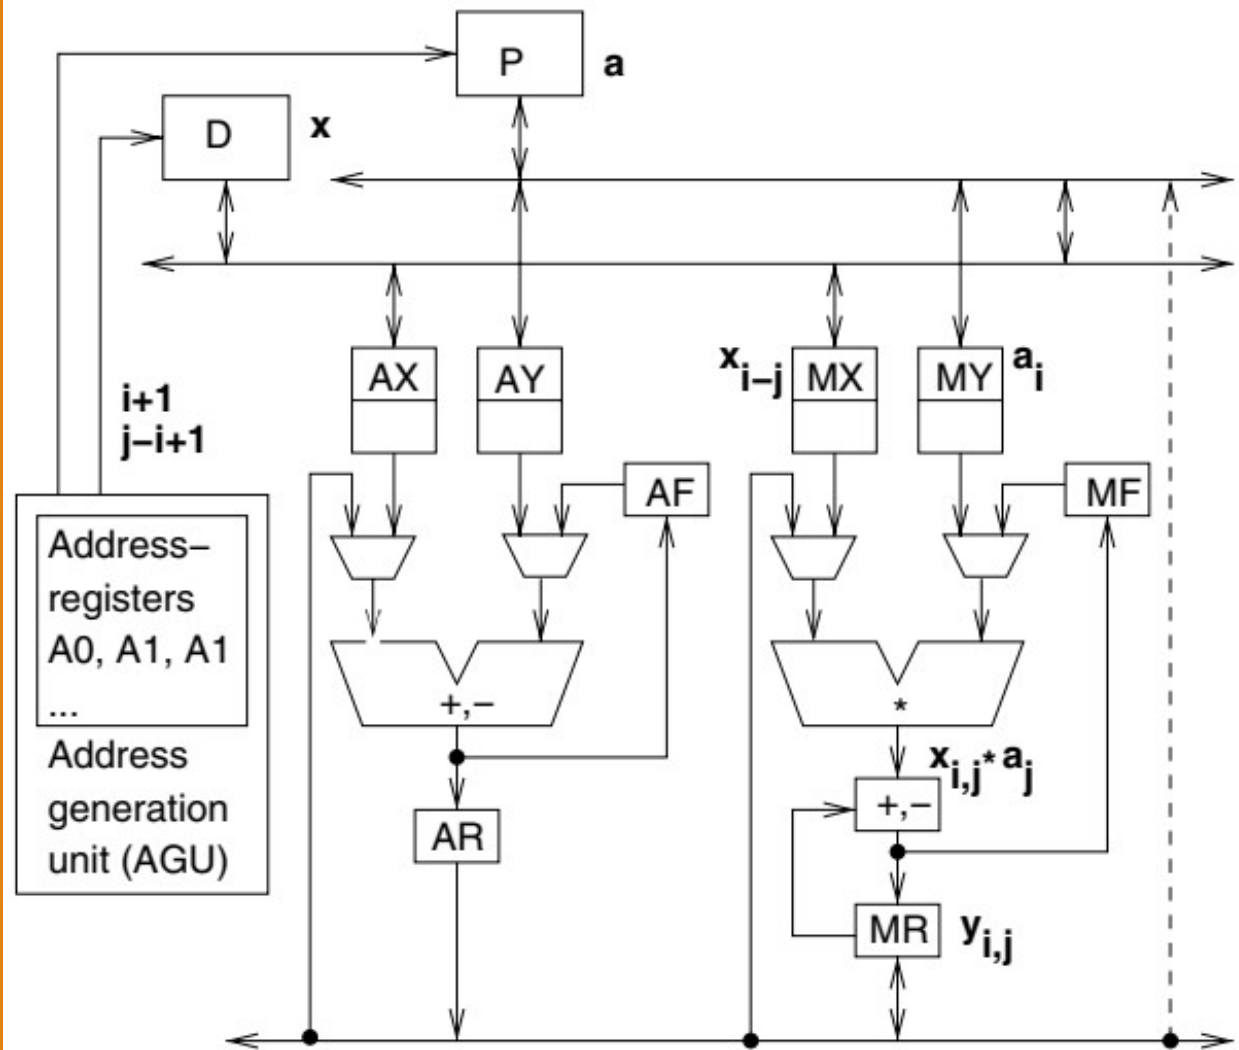 P
a
D
x
AX
AY
x i–j
MX
MY
a i
i+1
j–i+1
AF
MF
Address–
registers
A0, A1, A1
...
Address
generation
unit (AGU)
+,–
*
x i,j * a j
+,–
AR
MR
y i,j